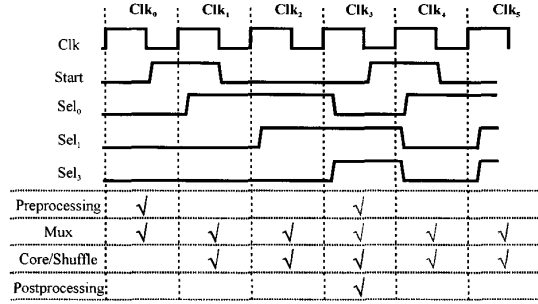 Clk₀ Clk₁ Clk₂ Clk₃ Clk₄ Clk₅
Clk
Start
Sel₀
Sel₁
Sel₃
Preprocessing √ √
Mux √ √ √ √ √ √
Core/Shuffle √ √ √ √ √
Postprocessing √